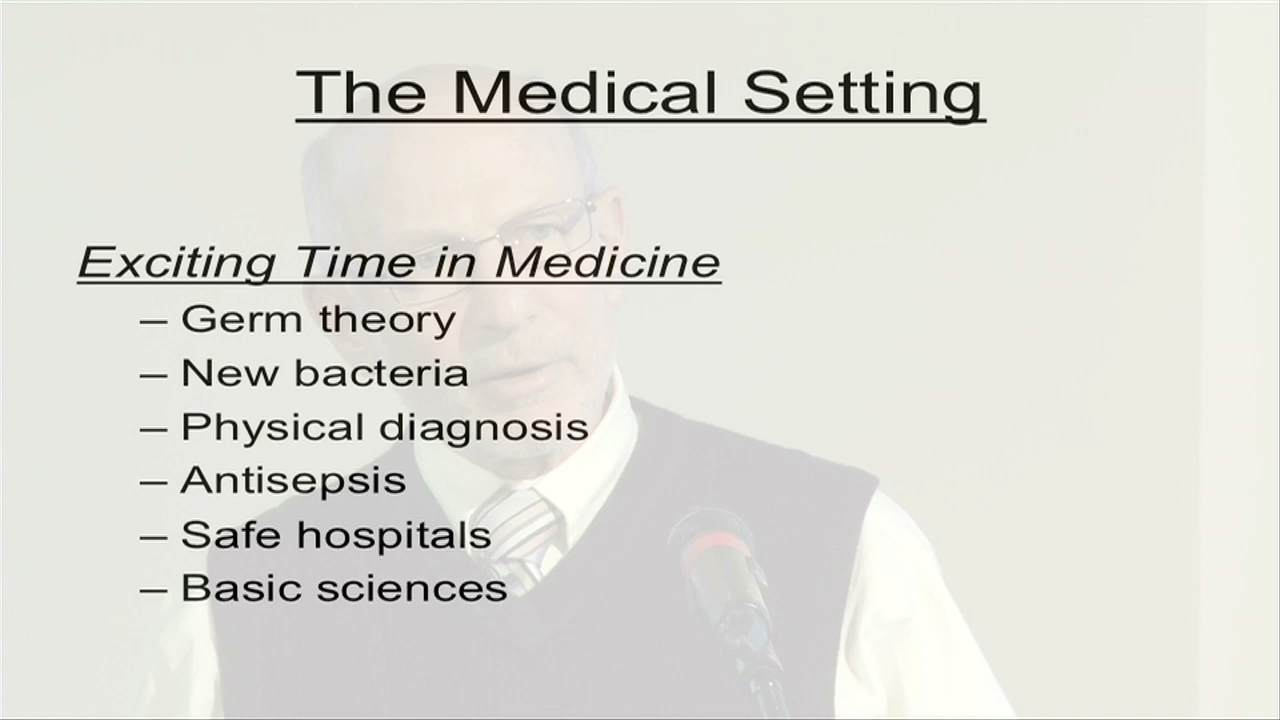 The Medical Setting
Exciting Time in Medicine
– Germ theory
– New bacteria
– Physical diagnosis
– Antisepsis
– Safe hospitals
– Basic sciences